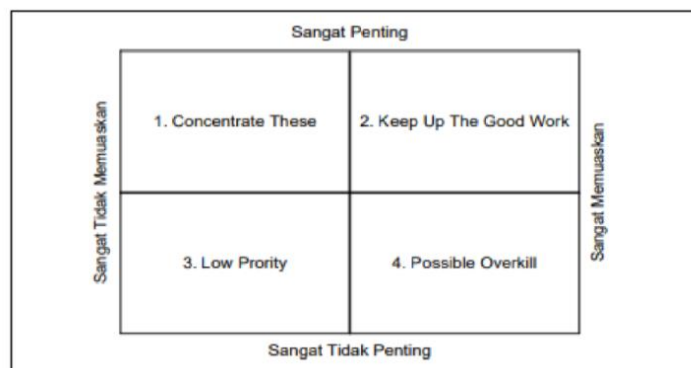 Sangat Penting
Sangat Tidak Memuaskan
1. Concentrate These
2. Keep Up The Good Work
Sangat Memuaskan
3. Low Prority
4. Possible Overkill
Sangat Tidak Penting